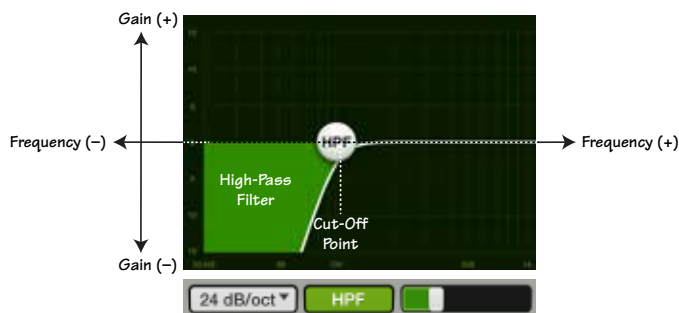 Gain (+)
Frequency (–)
HPF
Frequency (+)
High-Pass
Filter
Cut-Off
Point
Gain (–)
24 dB/oct
HPF